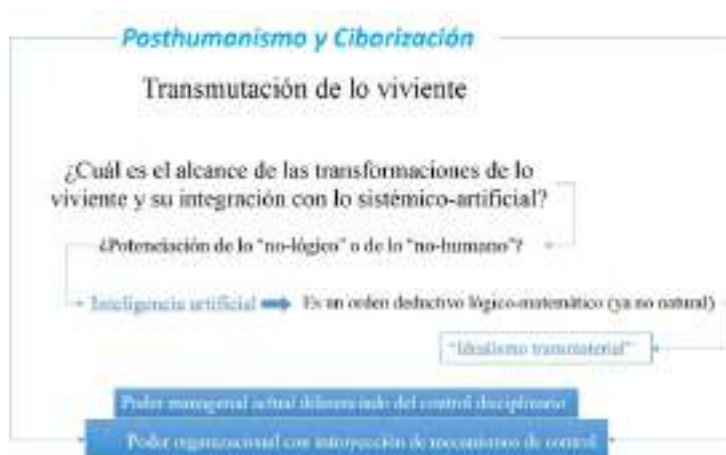 Posthumanismo y Ciborización
Transmutación de lo viviente
¿Cuál es el alcance de las transformaciones de lo
viviente y su integración con lo sistémico-artificial?
¿Potenciación de lo "no-lógico" o de lo "no-humano"?
Inteligencia artificial Es un orden deductivo lógico-matemático (ya no natural)
"Idealismo transmaterial"
Poder managerial actual diferenciado del control disciplinario
Poder organizacional con introyección de mecanismos de control